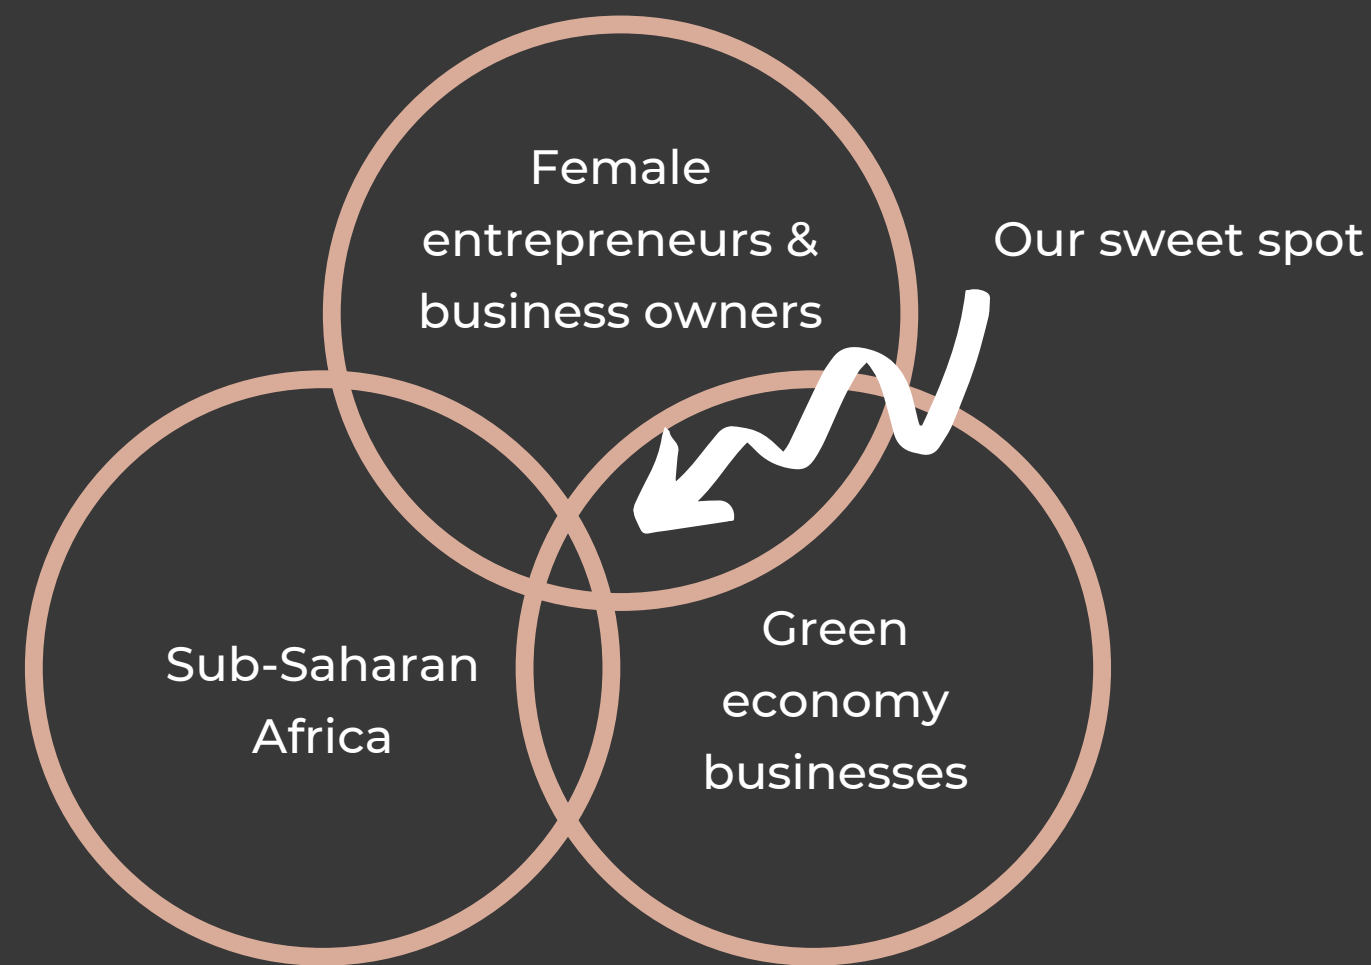 Female
entrepreneurs &
business owners
Our sweet spot
Sub-Saharan
Africa
Green
economy
businesses